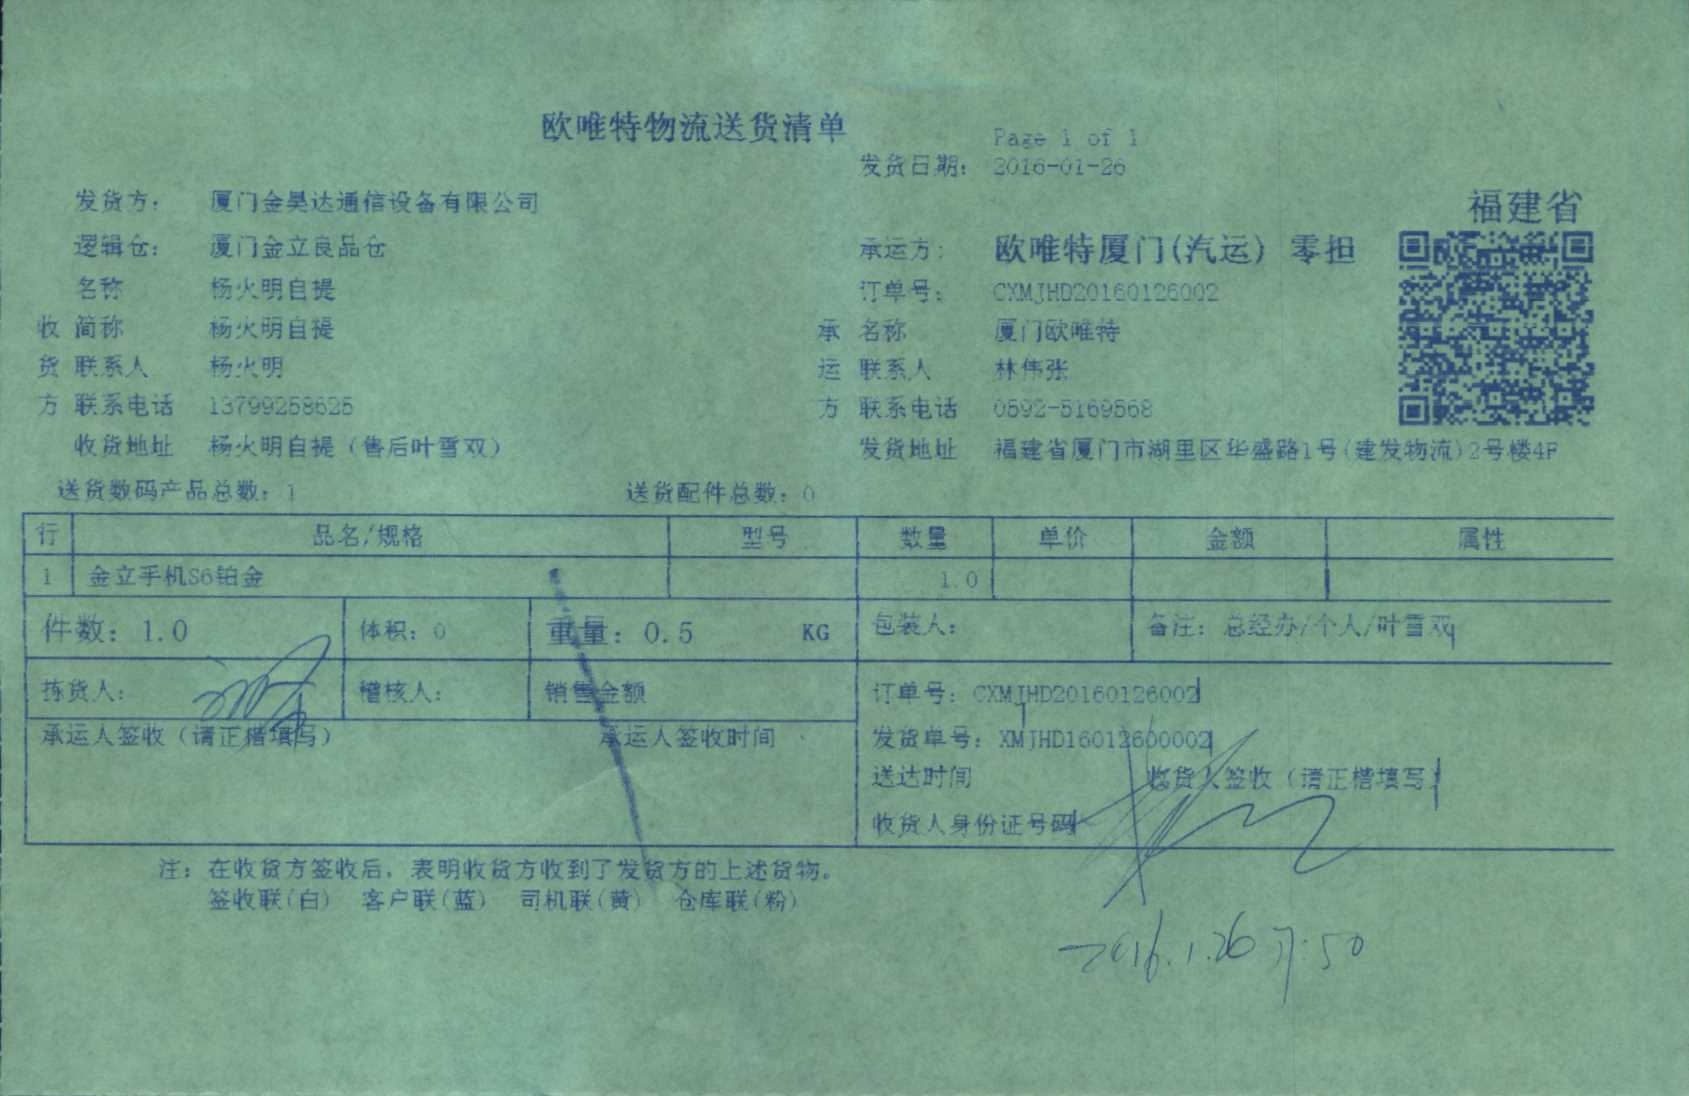 欧唯特物流送货清单
Page 1 of 1
发货日期： 2016-01-26
福建省
发货方： 厦门金昊达通信设备有限公司
逻辑仓： 厦门金立良品仓 承运方： 欧唯特厦门(汽运) 零担
名称 杨火明自提 订单号： CXMJHD20160126002
收 简称 杨火明自提 承 名称 厦门欧唯特
货 联系人 杨火明 运 联系人 林伟张
方 联系电话 13799258625 方 联系电话 0592-5169568
收货地址 杨火明自提（售后叶雪双） 发货地址 福建省厦门市湖里区华盛路1号(建发物流)2号楼4F
送货数码产品总数：1 送货配件总数：0
行 品名/规格 型号 数量 单价 金额 属性
1 金立手机S6铂金 1.0
件数：1.0 体积：0 重量：0.5 KG 包装人： 备注：总经办/个人/叶雪双
拣货人： 稽核人： 销售金额 订单号：CXMJHD20160126002
承运人签收（请正楷填写） 承运人签收时间 发货单号：XMJHD16012600002
送达时间 收货人签收（请正楷填写）
收货人身份证号码
注：在收货方签收后，表明收货方收到了发货方的上述货物。
签收联(白) 客户联(蓝) 司机联(黄) 仓库联(粉)
2016.1.26 17:50